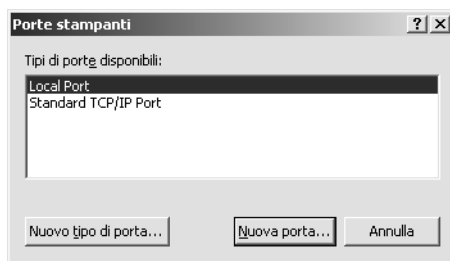 Porte stampanti
Tipi di porte disponibili:
Local Port
Standard TCP/IP Port
Nuovo tipo di porta... Nuova porta... Annulla